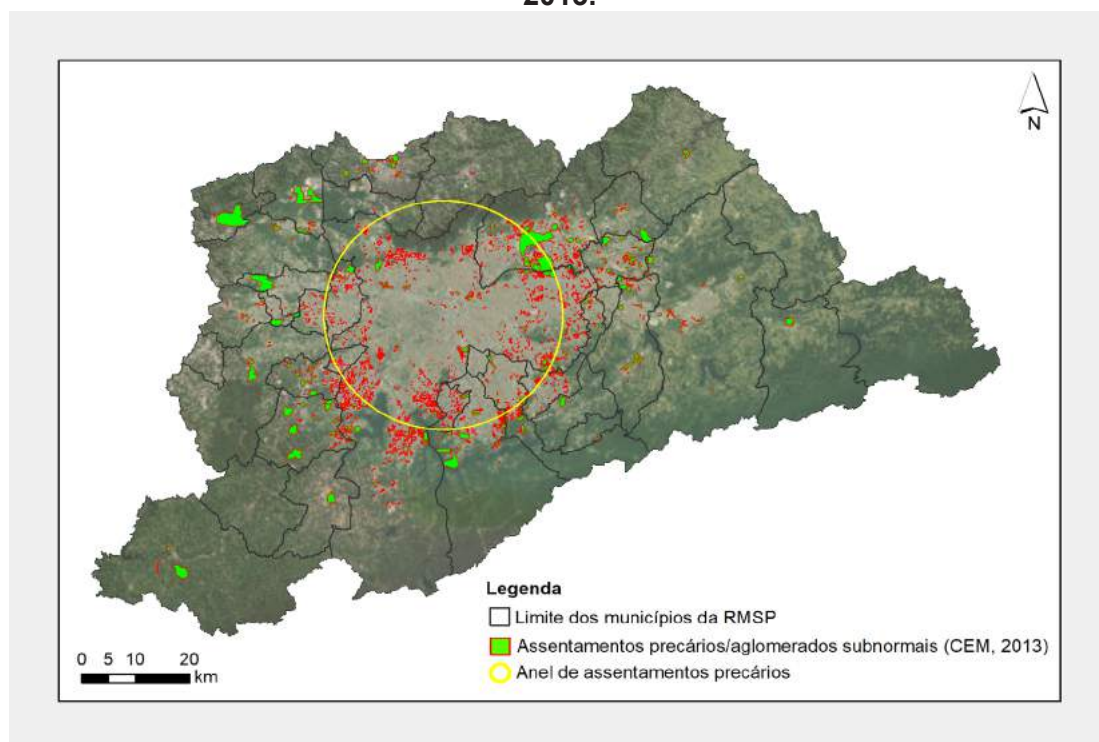 2013.
N
Legenda
Limite dos municípios da RMSP
Assentamentos precários/aglomerados subnormais (CEM, 2013)
Anel de assentamentos precários
0 5 10 20
km